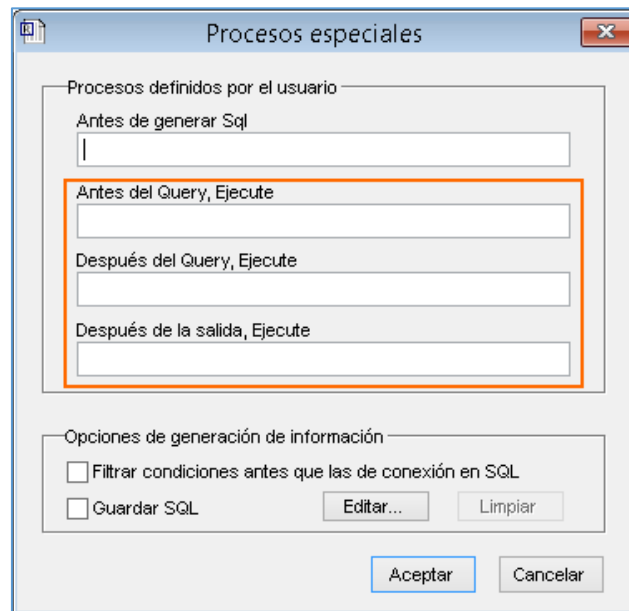 Procesos especiales
Procesos definidos por el usuario
Antes de generar Sql
Antes del Query, Ejecute
Después del Query, Ejecute
Después de la salida, Ejecute
Opciones de generación de información
Filtrar condiciones antes que las de conexión en SQL
Guardar SQL Editar... Limpiar
Aceptar Cancelar